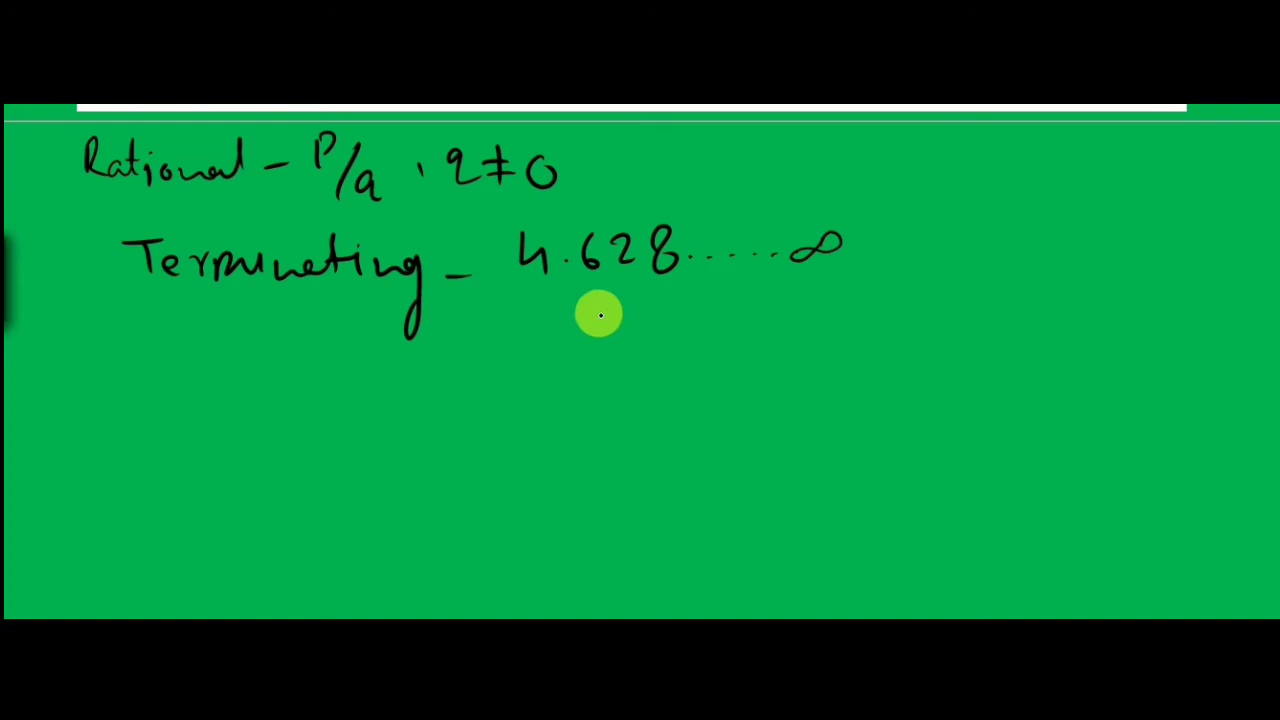 Rational - P/q , q ≠ 0
Terminating - 4.628......∞